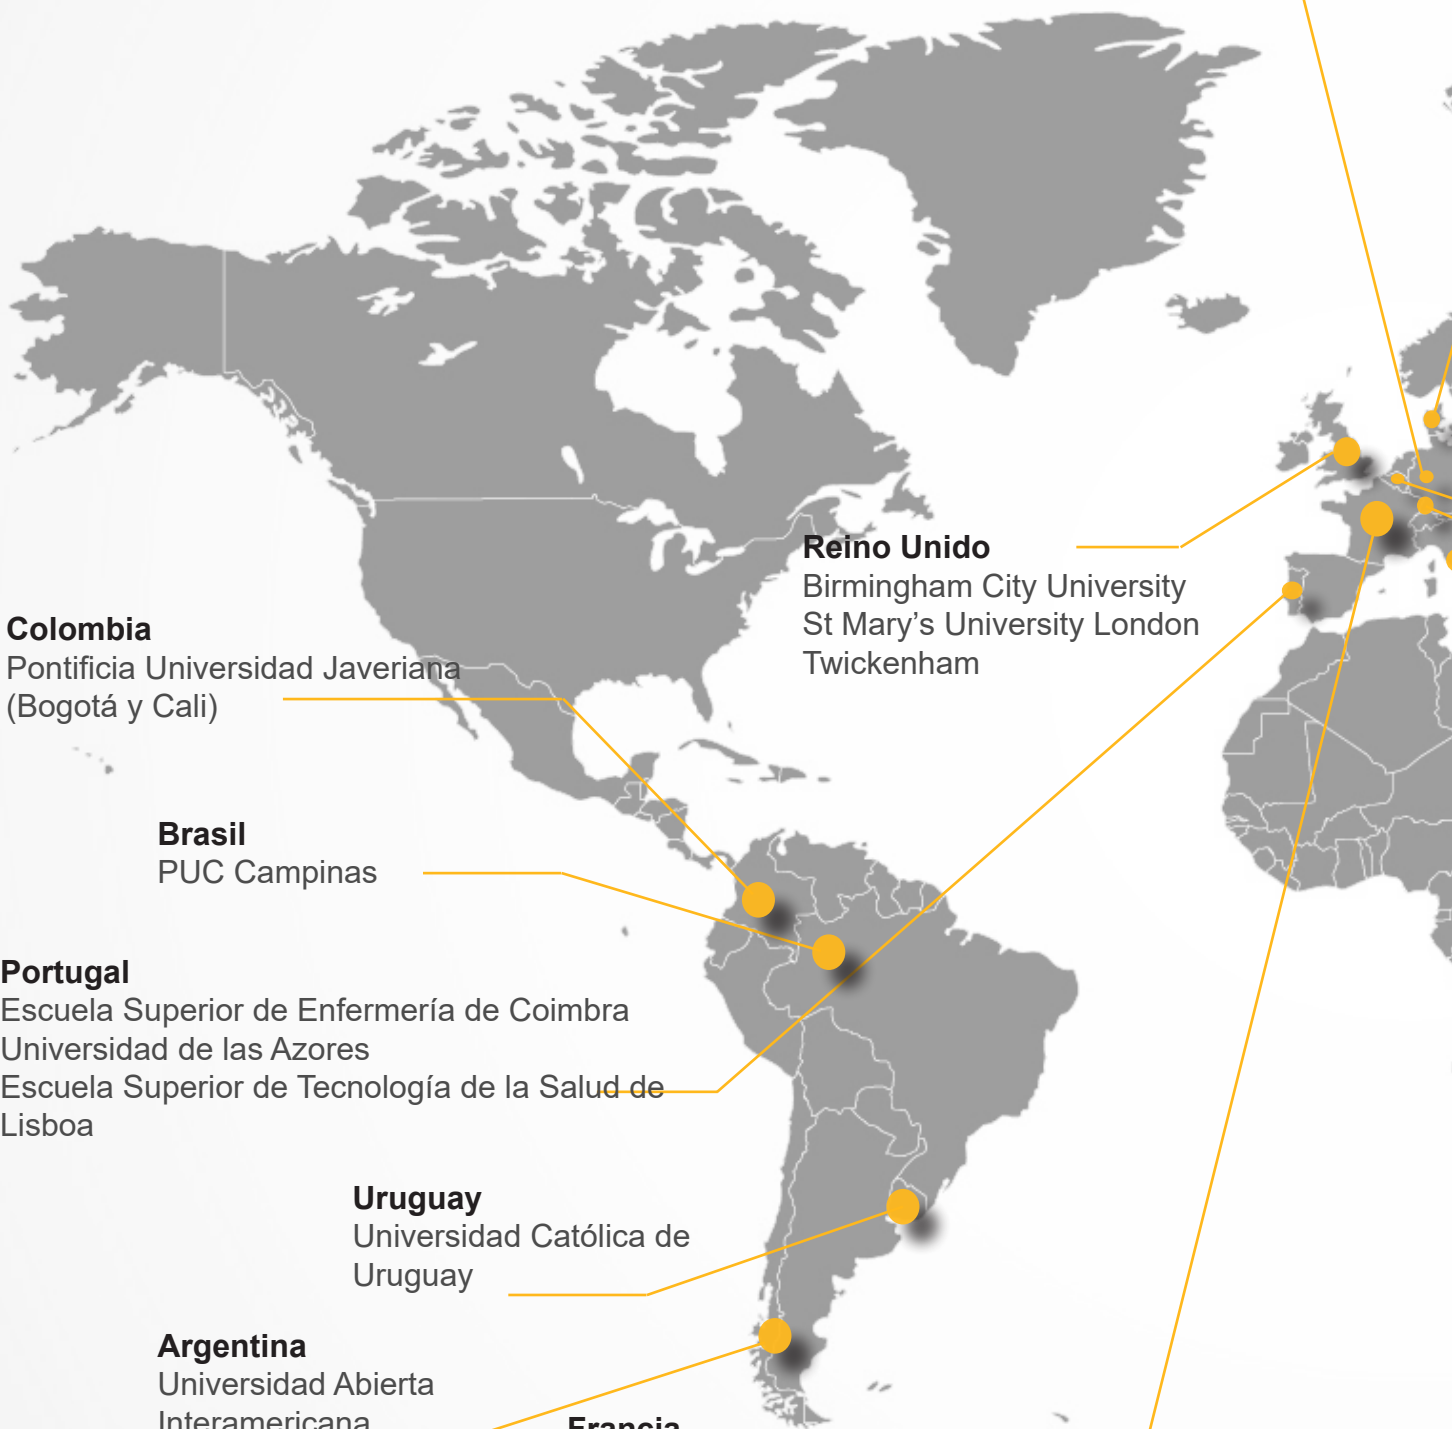 Reino Unido
Birmingham City University
St Mary’s University London
Twickenham
Colombia
Pontificia Universidad Javeriana
(Bogotá y Cali)
Brasil
PUC Campinas
Portugal
Escuela Superior de Enfermería de Coimbra
Universidad de las Azores
Escuela Superior de Tecnología de la Salud de
Lisboa
Uruguay
Universidad Católica de
Uruguay
Argentina
Universidad Abierta
Interamericana
Francia